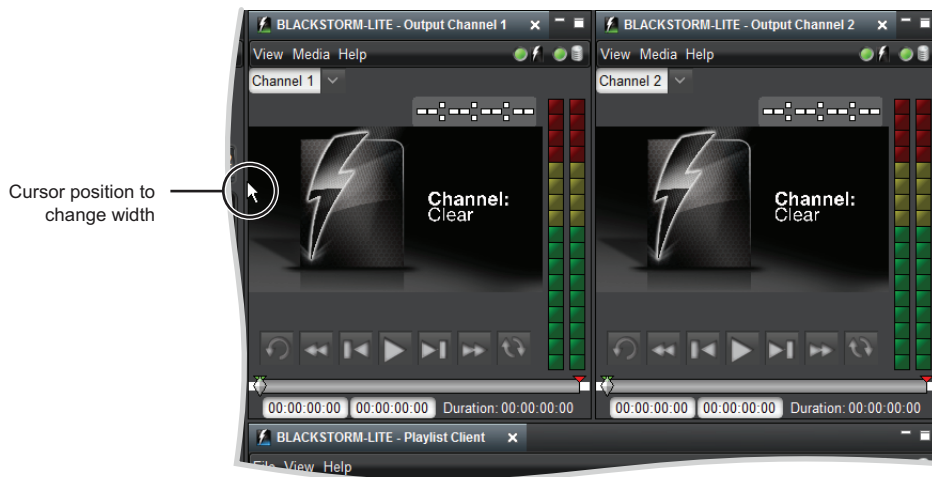 BLACKSTORM-LITE - Output Channel 1
BLACKSTORM-LITE - Output Channel 2
View Media Help
View Media Help
Channel 1
Channel 2
--:--:--:--
--:--:--:--
Cursor position to
change width
Channel:
Clear
Channel:
Clear
00:00:00:00 00:00:00:00 Duration: 00:00:00:00
00:00:00:00 00:00:00:00 Duration: 00:00:00:00
BLACKSTORM-LITE - Playlist Client
File View Help